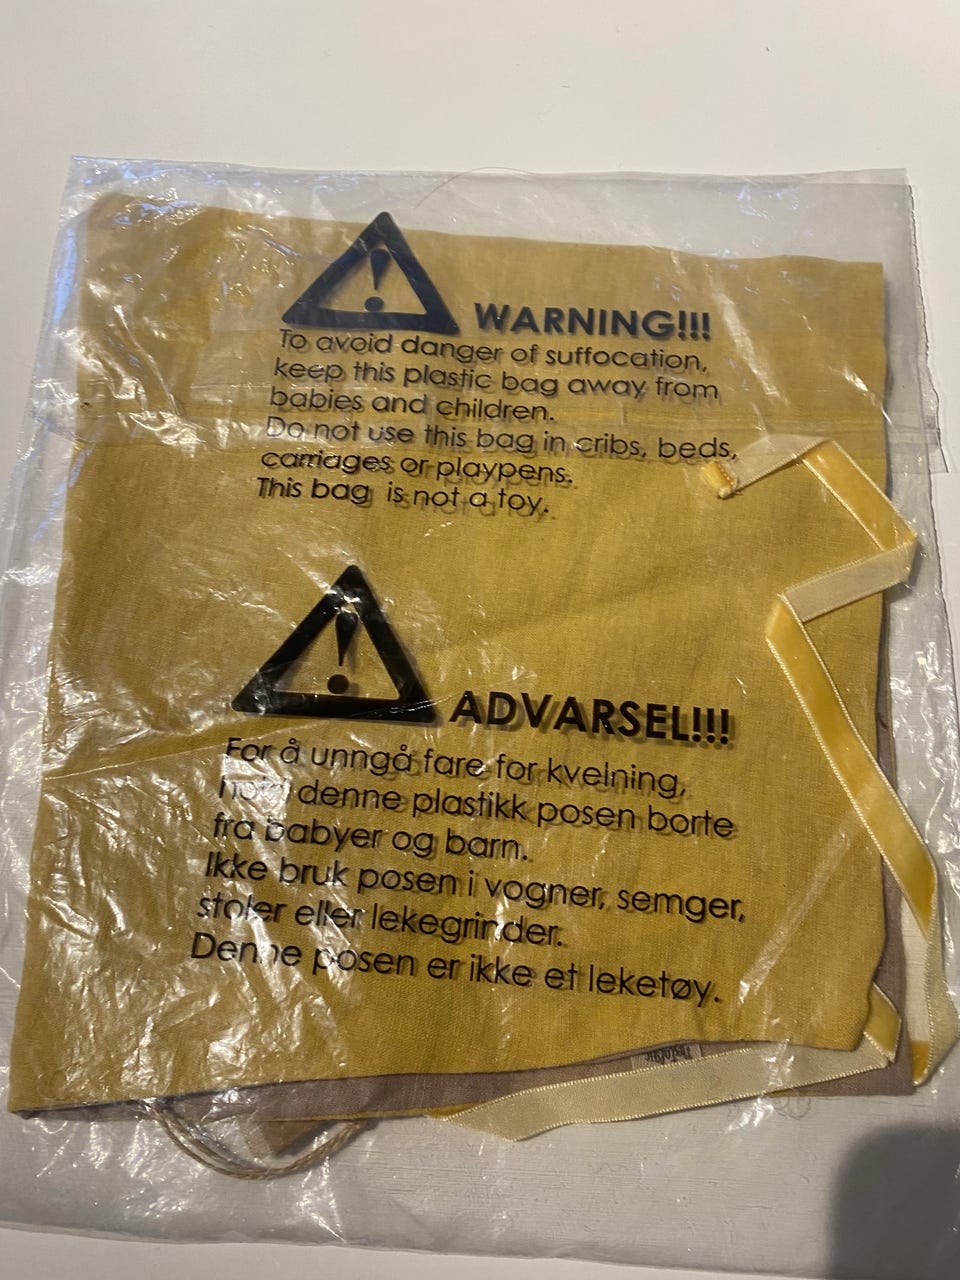 WARNING!!!
To avoid danger of suffocation,
keep this plastic bag away from
babies and children.
Do not use this bag in cribs, beds,
carriages or playpens.
This bag is not a toy.
ADVARSEL!!!
For å unngå fare for kvelning,
denne plastikk posen borte
fra babyer og barn.
Ikke bruk posen i vogner, semger,
stoler eller lekegrinder.
Denne posen er ikke et leketøy.